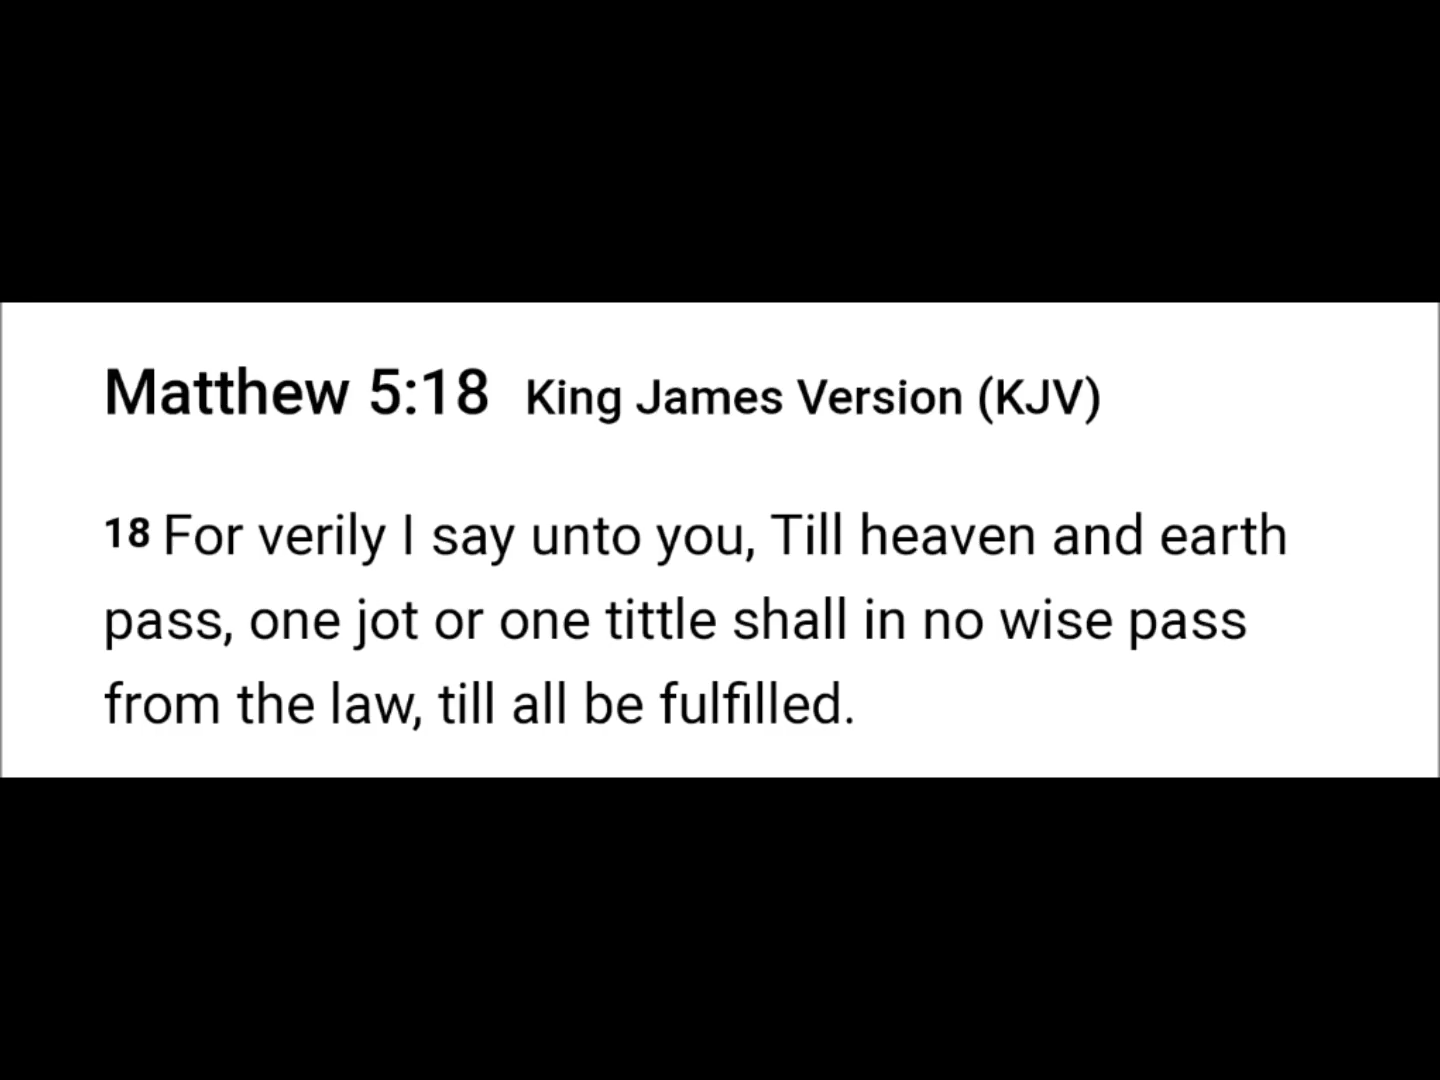 Matthew 5:18 King James Version (KJV)
18 For verily I say unto you, Till heaven and earth
pass, one jot or one tittle shall in no wise pass
from the law, till all be fulfilled.